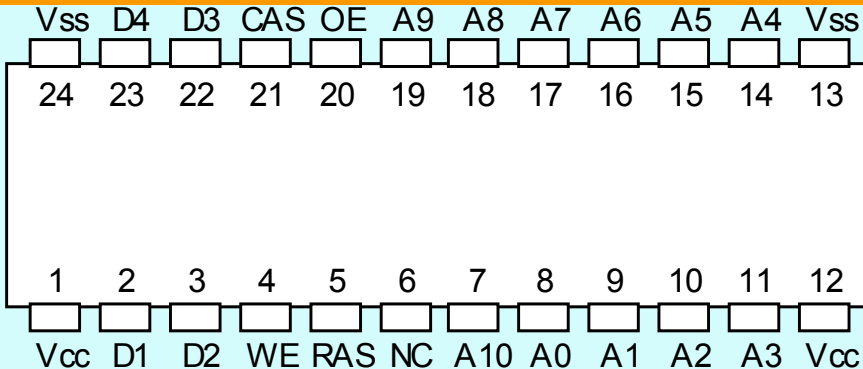 Vss D4 D3 CAS OE A9 A8 A7 A6 A5 A4 Vss
24 23 22 21 20 19 18 17 16 15 14 13
1 2 3 4 5 6 7 8 9 10 11 12
Vcc D1 D2 WE RAS NC A10 A0 A1 A2 A3 Vcc